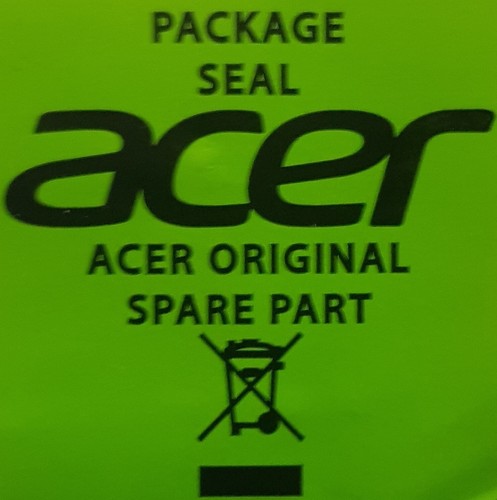 PACKAGE
SEAL
acer
ACER ORIGINAL
SPARE PART